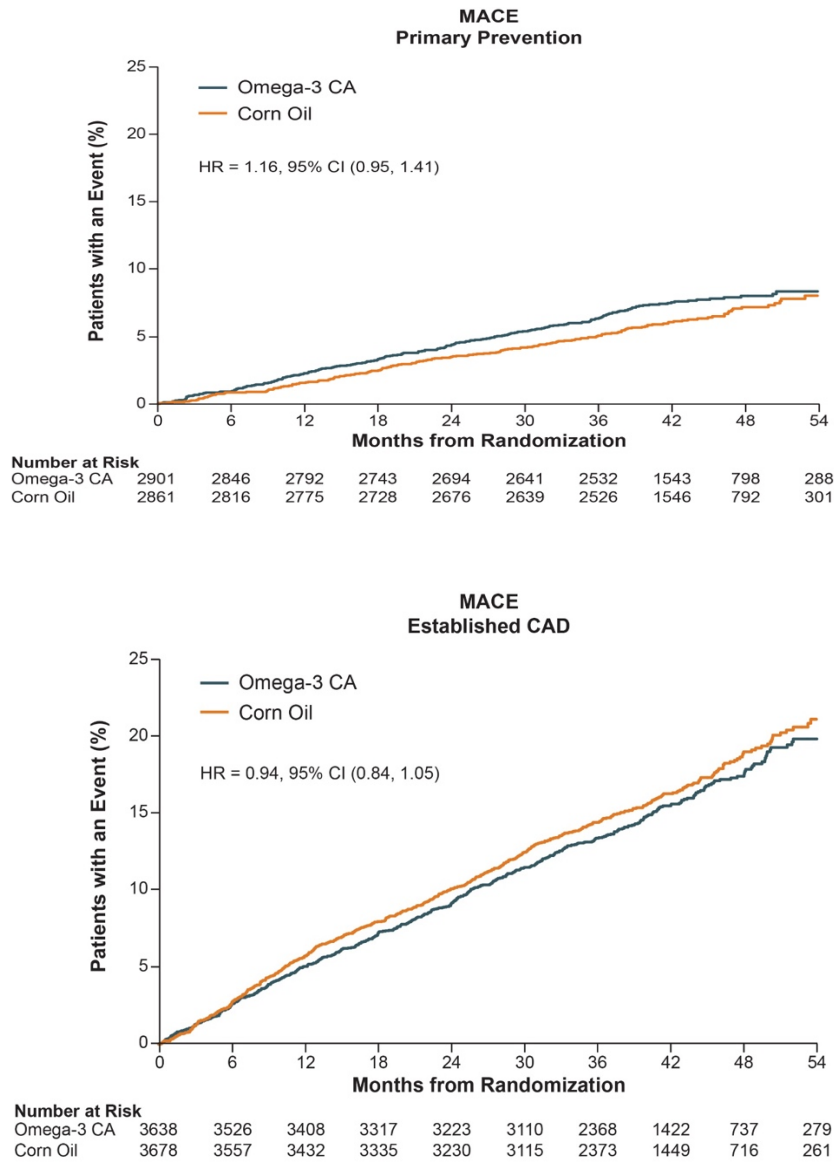 MACE
Primary Prevention
25
Omega-3 CA
Corn Oil
20
HR = 1.16, 95% CI (0.95, 1.41)
15
Patients with an Event (%)
10
5
0
0 6 12 18 24 30 36 42 48 54
Months from Randomization
Number at Risk
Omega-3 CA 2901 2846 2792 2743 2694 2641 2532 1543 798 288
Corn Oil 2861 2816 2775 2728 2676 2639 2526 1546 792 301
MACE
Established CAD
25
Omega-3 CA
Corn Oil
20
HR = 0.94, 95% CI (0.84, 1.05)
15
Patients with an Event (%)
10
5
0
0 6 12 18 24 30 36 42 48 54
Months from Randomization
Number at Risk
Omega-3 CA 3638 3526 3408 3317 3223 3110 2368 1422 737 279
Corn Oil 3678 3557 3432 3335 3230 3115 2373 1449 716 261